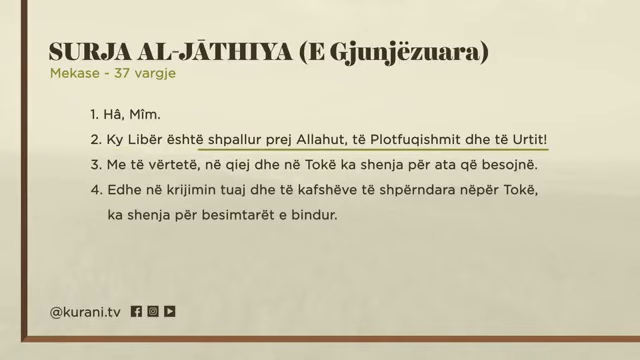 SURJA AL-JĀTHIYA (E Gjunjëzuara)
Mekase - 37 vargje
1. Hâ, Mîm.
2. Ky Libër është shpallur prej Allahut, të Plotfuqishmit dhe të Urtit!
3. Me të vërtetë, në qiej dhe në Tokë ka shenja për ata që besojnë.
4. Edhe në krijimin tuaj dhe të kafshëve të shpërndara nëpër Tokë,
ka shenja për besimtarët e bindur.
@kurani.tv